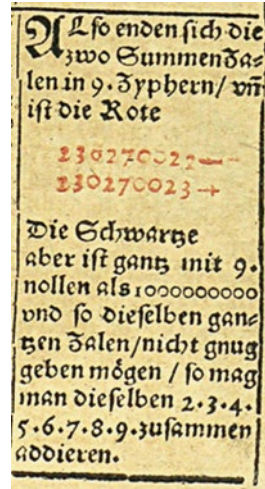 ALſo enden ſich die
zwo Summen Za⸗
len in 9. Zyphern/ vñ
iſt die Rote
230270022—
230270023+
Die Schwartze
aber iſt gantz mit 9.
nollen als 1000000000
vnd ſo dieſelben gan⸗
tzen Zalen/nicht gnug
geben mögen / ſo mag
man dieſelben 2.3.4.
5.6.7.8.9.zuſammen
addieren.